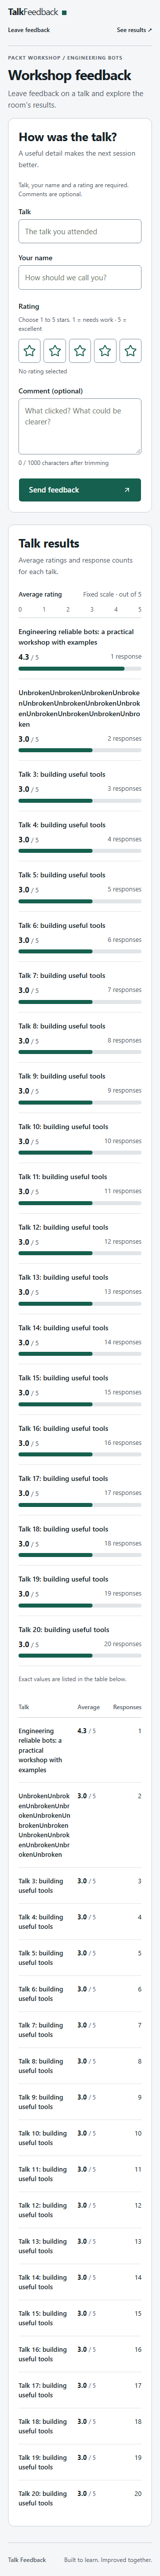 TalkFeedback
Leave feedback
See results ↗
PACKT WORKSHOP / ENGINEERING BOTS
Workshop feedback
Leave feedback on a talk and explore the
room's results.
How was the talk?
A useful detail makes the next session
better.
Talk, your name and a rating are required.
Comments are optional.
Talk
The talk you attended
Your name
How should we call you?
Rating
Choose 1 to 5 stars. 1 = needs work · 5 =
excellent
No rating selected
Comment (optional)
What clicked? What could be
clearer?
0 / 1000 characters after trimming
Send feedback ↗
Talk results
Average ratings and response counts
for each talk.
Average rating
Fixed scale · out of 5
0 1 2 3 4 5
Engineering reliable bots: a practical
workshop with examples
4.3 / 5
1 response
UnbrokenUnbrokenUnbrokenUnbroke
nUnbrokenUnbrokenUnbrokenUnbrok
enUnbrokenUnbrokenUnbrokenUnbro
ken
3.0 / 5
2 responses
Talk 3: building useful tools
3.0 / 5
3 responses
Talk 4: building useful tools
3.0 / 5
4 responses
Talk 5: building useful tools
3.0 / 5
5 responses
Talk 6: building useful tools
3.0 / 5
6 responses
Talk 7: building useful tools
3.0 / 5
7 responses
Talk 8: building useful tools
3.0 / 5
8 responses
Talk 9: building useful tools
3.0 / 5
9 responses
Talk 10: building useful tools
3.0 / 5
10 responses
Talk 11: building useful tools
3.0 / 5
11 responses
Talk 12: building useful tools
3.0 / 5
12 responses
Talk 13: building useful tools
3.0 / 5
13 responses
Talk 14: building useful tools
3.0 / 5
14 responses
Talk 15: building useful tools
3.0 / 5
15 responses
Talk 16: building useful tools
3.0 / 5
16 responses
Talk 17: building useful tools
3.0 / 5
17 responses
Talk 18: building useful tools
3.0 / 5
18 responses
Talk 19: building useful tools
3.0 / 5
19 responses
Talk 20: building useful tools
3.0 / 5
20 responses
Exact values are listed in the table below.
Talk Average Responses
Engineering 4.3 / 5 1
reliable bots: a
practical
workshop with
examples
UnbrokenUnbrok 3.0 / 5 2
enUnbrokenUnbr
okenUnbrokenUn
brokenUnbroken
UnbrokenUnbrok
enUnbrokenUnbr
okenUnbroken
Talk 3: building 3.0 / 5 3
useful tools
Talk 4: building 3.0 / 5 4
useful tools
Talk 5: building 3.0 / 5 5
useful tools
Talk 6: building 3.0 / 5 6
useful tools
Talk 7: building 3.0 / 5 7
useful tools
Talk 8: building 3.0 / 5 8
useful tools
Talk 9: building 3.0 / 5 9
useful tools
Talk 10: building 3.0 / 5 10
useful tools
Talk 11: building 3.0 / 5 11
useful tools
Talk 12: building 3.0 / 5 12
useful tools
Talk 13: building 3.0 / 5 13
useful tools
Talk 14: building 3.0 / 5 14
useful tools
Talk 15: building 3.0 / 5 15
useful tools
Talk 16: building 3.0 / 5 16
useful tools
Talk 17: building 3.0 / 5 17
useful tools
Talk 18: building 3.0 / 5 18
useful tools
Talk 19: building 3.0 / 5 19
useful tools
Talk 20: building 3.0 / 5 20
useful tools
Talk Feedback
Built to learn. Improved together.